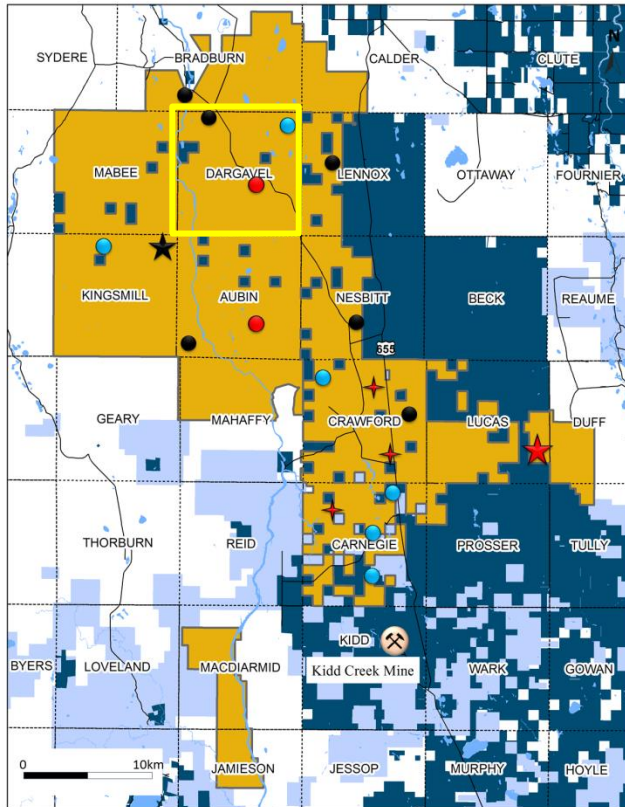 N
SYDERE
BRADBURN
CALDER
CLUTE
MABEE
DARGAVEL
LENNOX
OTTAWAY
FOURNIER
KINGSMILL
AUBIN
NESBITT
BECK
REAUME
655
GEARY
MAHAFFY
CRAWFORD
LUCAS
DUFF
THORBURN
REID
CARNEGIE
PROSSER
TULLY
BYERS
LOVELAND
MACDIARMID
KIDD
Kidd Creek Mine
WARK
GOWAN
0
10km
JAMIESON
JESSOP
MURPHY
HOYLE